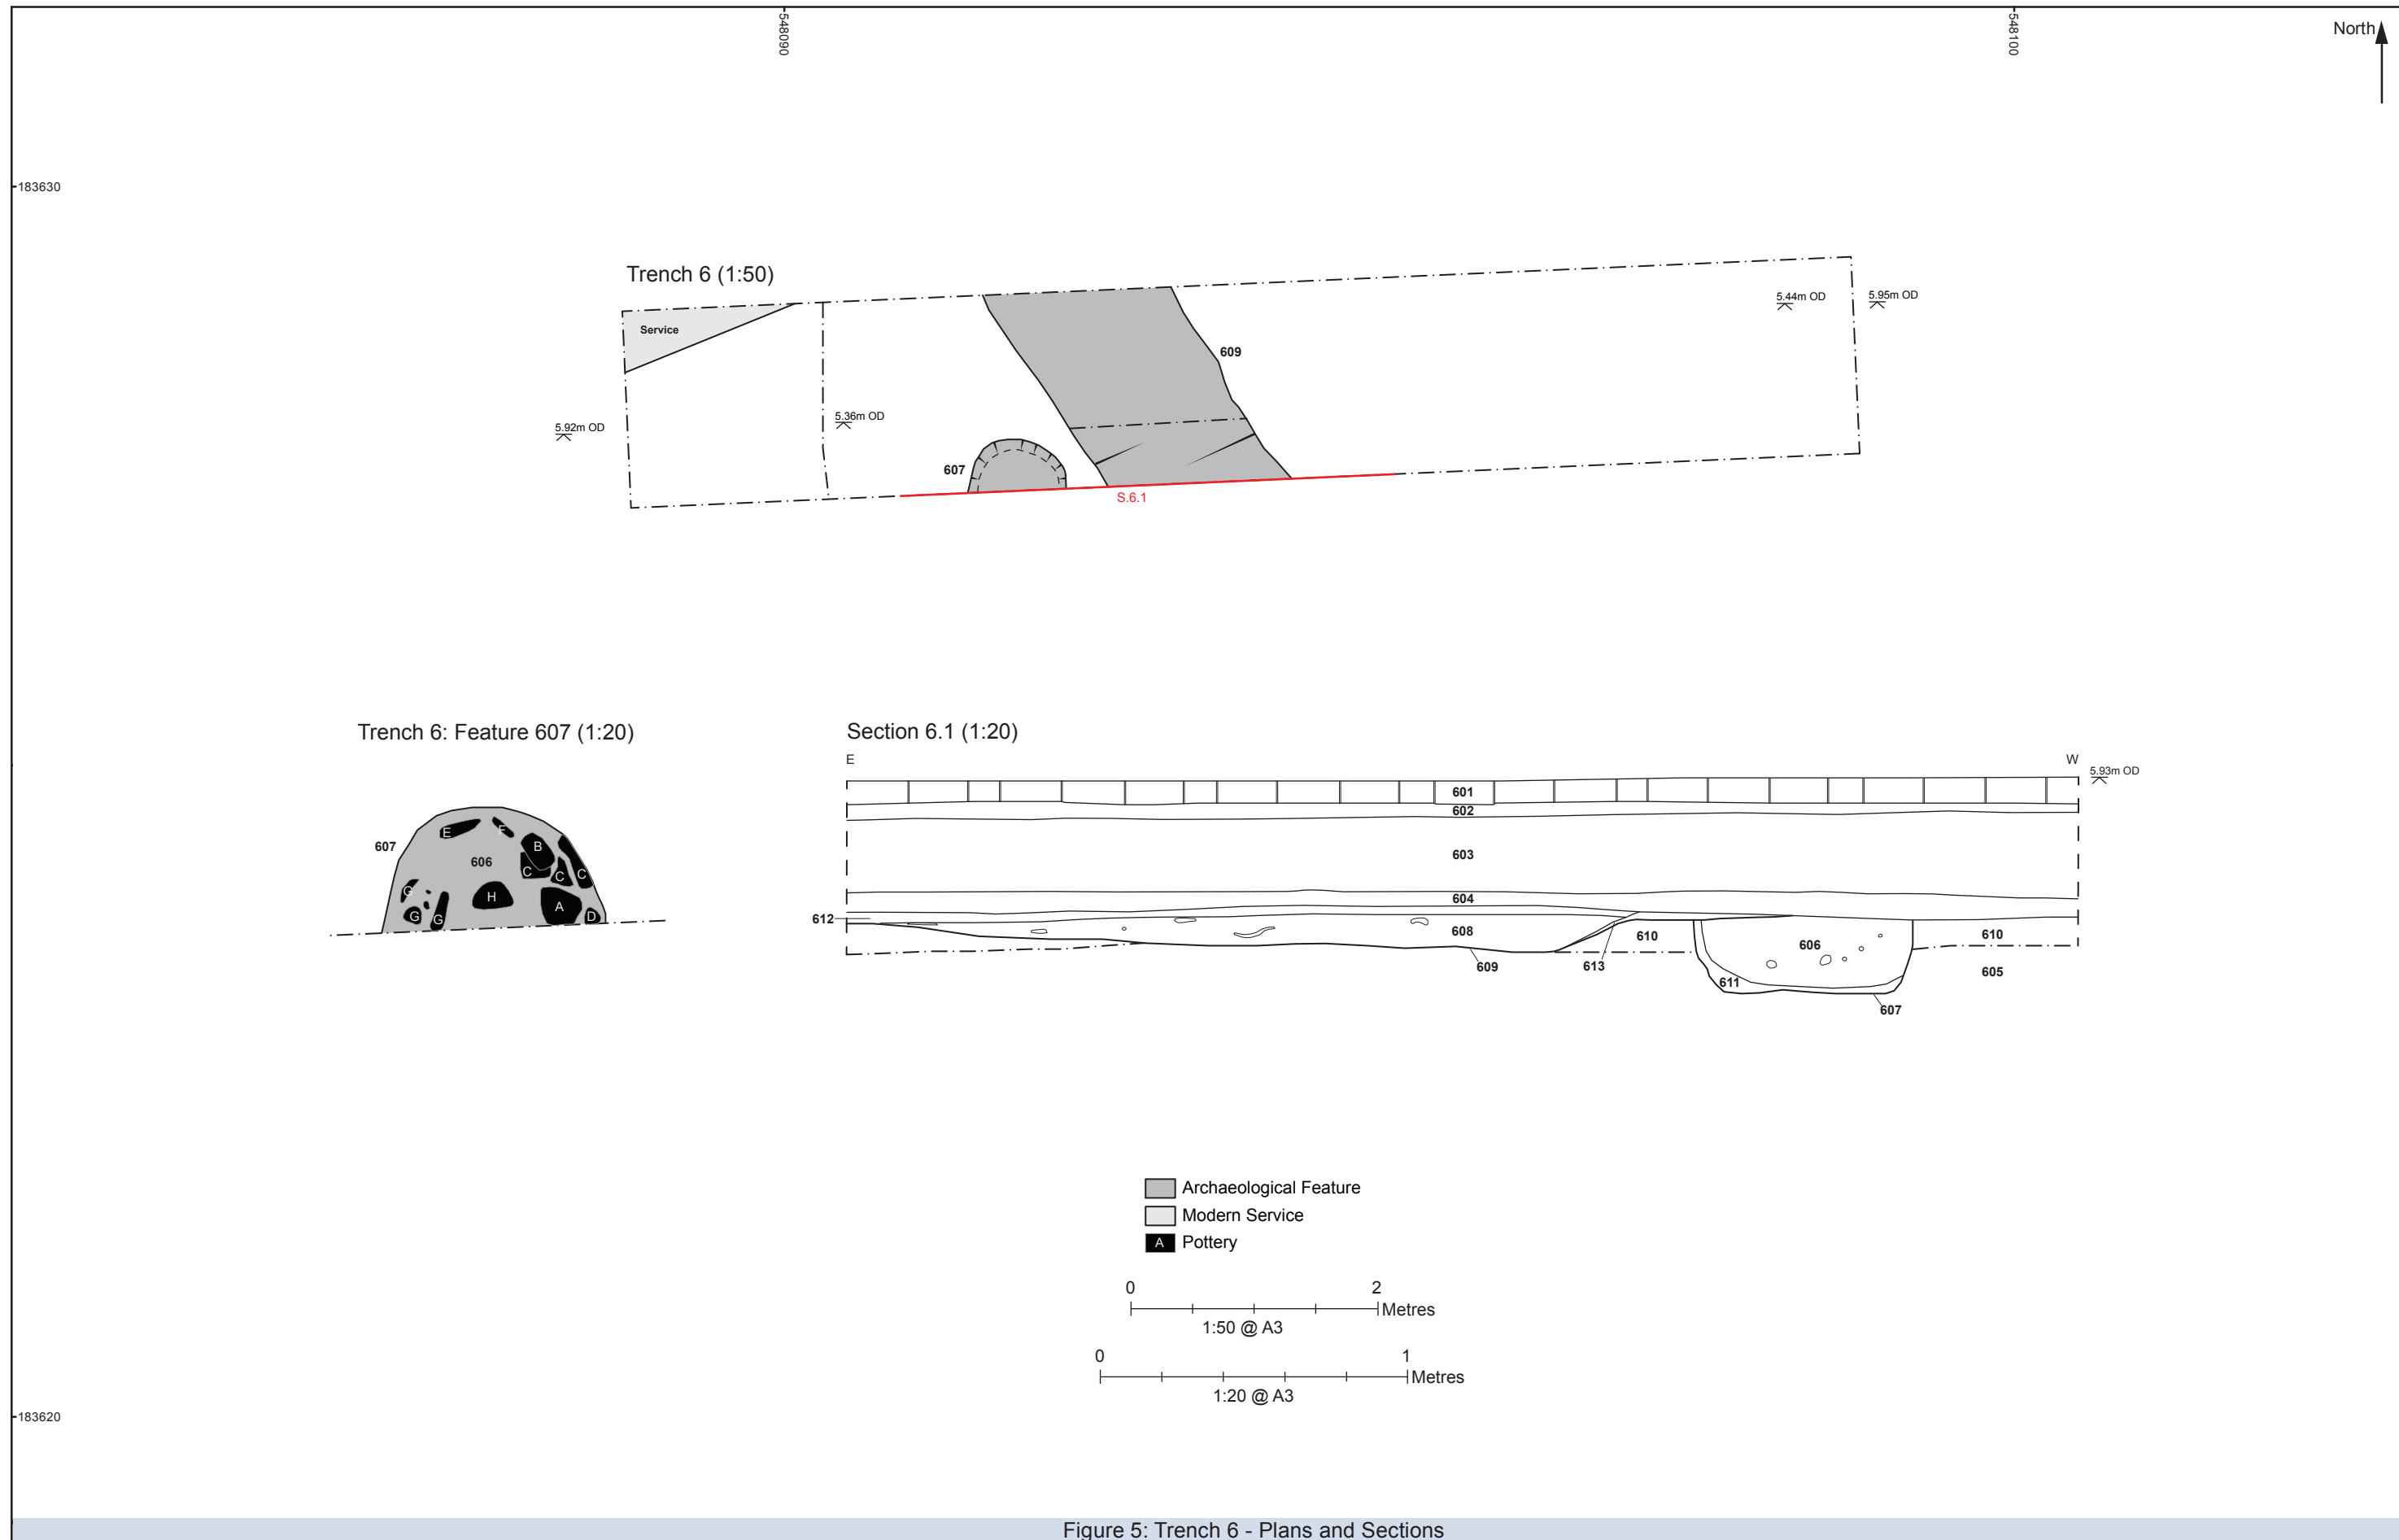 548090
548100
North
183630
Trench 6 (1:50)
Service
5.44m OD
5.95m OD
609
5.36m OD
5.92m OD
607
S.6.1
Trench 6: Feature 607 (1:20)
Section 6.1 (1:20)
E
W
5.93m OD
601
602
603
604
612
608
610
606
610
609
613
611
605
607
607
606
E
F
B
C
C
C
G
G
G
H
A
D
Archaeological Feature
Modern Service
A Pottery
0 2
Metres
1:50 @ A3
0 1
Metres
1:20 @ A3
183620
Figure 5: Trench 6 - Plans and Sections